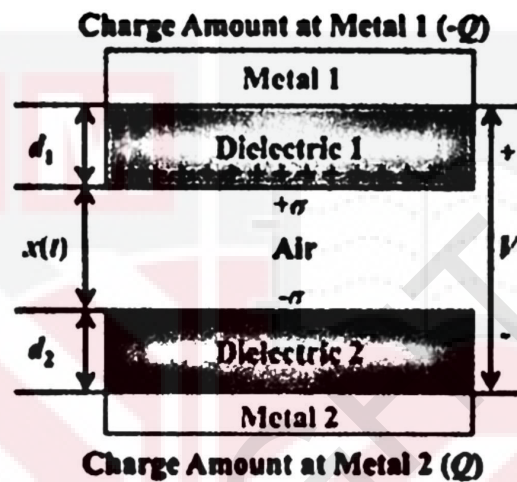 Charge Amount at Metal 1 (-Q)
Metal 1
d₁
Dielectric 1
+
+σ
x(t)
Air
V
-σ
-
d₂
Dielectric 2
Metal 2
Charge Amount at Metal 2 (Q)